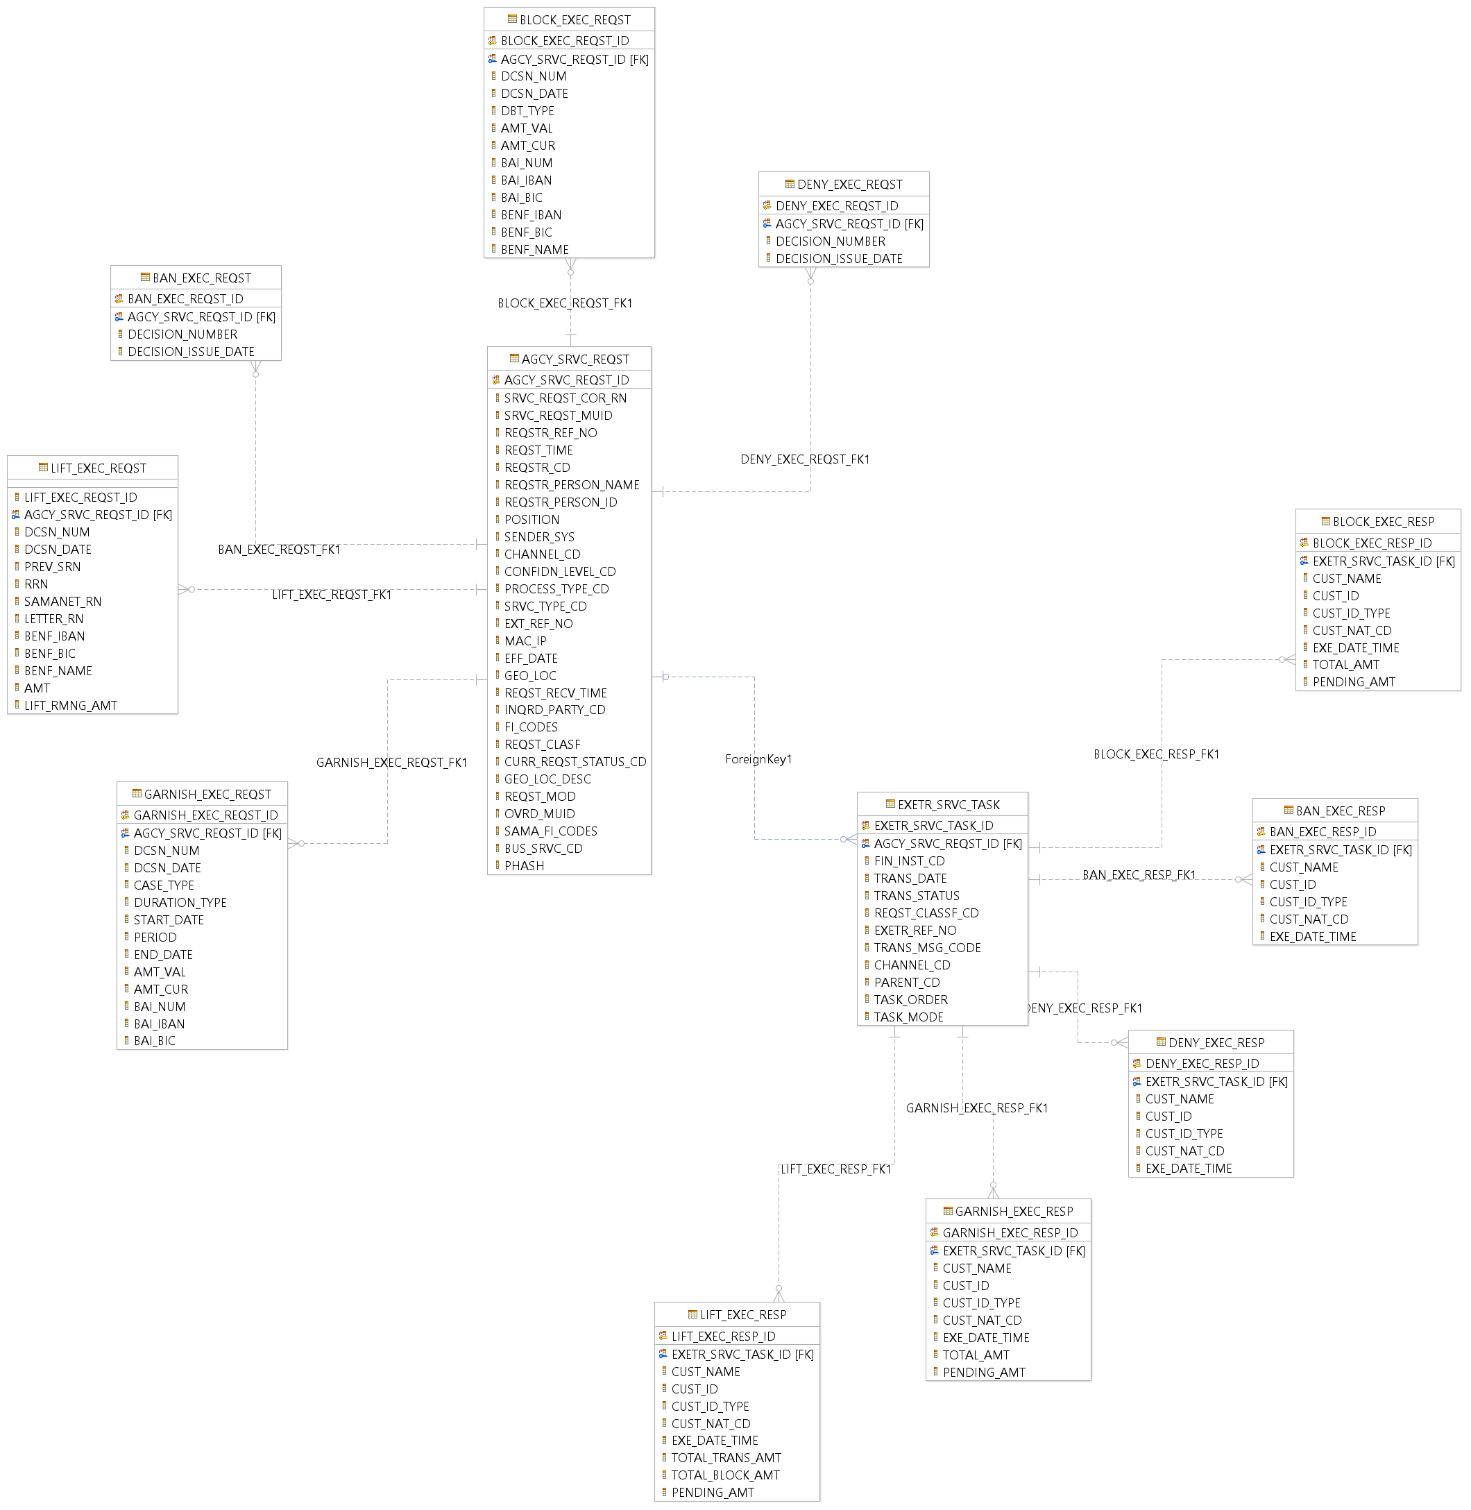 BLOCK_EXEC_REQST
BLOCK_EXEC_REQST_ID
AGCY_SRVC_REQST_ID [FK]
DCSN_NUM
DCSN_DATE
DBT_TYPE
AMT_VAL
AMT_CUR
BAI_NUM
BAI_IBAN
BAI_BIC
BENF_IBAN
BENF_BIC
BENF_NAME
DENY_EXEC_REQST
DENY_EXEC_REQST_ID
AGCY_SRVC_REQST_ID [FK]
DECISION_NUMBER
DECISION_ISSUE_DATE
BAN_EXEC_REQST
BAN_EXEC_REQST_ID
AGCY_SRVC_REQST_ID [FK]
DECISION_NUMBER
DECISION_ISSUE_DATE
BLOCK_EXEC_REQST_FK1
AGCY_SRVC_REQST
AGCY_SRVC_REQST_ID
SRVC_REQST_COR_RN
SRVC_REQST_MUID
REQSTR_REF_NO
REQST_TIME
REQSTR_CD
REQSTR_PERSON_NAME
REQSTR_PERSON_ID
POSITION
SENDER_SYS
CHANNEL_CD
CONFIDN_LEVEL_CD
PROCESS_TYPE_CD
SRVC_TYPE_CD
EXT_REF_NO
MAC_IP
EFF_DATE
GEO_LOC
REQST_RECV_TIME
INQRD_PARTY_CD
FI_CODES
REQST_CLASF
CURR_REQST_STATUS_CD
GEO_LOC_DESC
REQST_MOD
OVRD_MUID
SAMA_FI_CODES
BUS_SRVC_CD
PHASH
DENY_EXEC_REQST_FK1
LIFT_EXEC_REQST
LIFT_EXEC_REQST_ID
AGCY_SRVC_REQST_ID [FK]
DCSN_NUM
DCSN_DATE
PREV_SRN
RRN
SAMANET_RN
LETTER_RN
BENF_IBAN
BENF_BIC
BENF_NAME
AMT
LIFT_RMNG_AMT
BAN_EXEC_REQST_FK1
LIFT_EXEC_REQST_FK1
GARNISH_EXEC_REQST_FK1
ForeignKey1
BLOCK_EXEC_RESP
BLOCK_EXEC_RESP_ID
EXETR_SRVC_TASK_ID [FK]
CUST_NAME
CUST_ID
CUST_ID_TYPE
CUST_NAT_CD
EXE_DATE_TIME
TOTAL_AMT
PENDING_AMT
BLOCK_EXEC_RESP_FK1
GARNISH_EXEC_REQST
GARNISH_EXEC_REQST_ID
AGCY_SRVC_REQST_ID [FK]
DCSN_NUM
DCSN_DATE
CASE_TYPE
DURATION_TYPE
START_DATE
PERIOD
END_DATE
AMT_VAL
AMT_CUR
BAI_NUM
BAI_IBAN
BAI_BIC
EXETR_SRVC_TASK
EXETR_SRVC_TASK_ID
AGCY_SRVC_REQST_ID [FK]
FIN_INST_CD
TRANS_DATE
TRANS_STATUS
REQST_CLASSF_CD
EXETR_REF_NO
TRANS_MSG_CODE
CHANNEL_CD
PARENT_CD
TASK_ORDER
TASK_MODE
BAN_EXEC_RESP
BAN_EXEC_RESP_ID
EXETR_SRVC_TASK_ID [FK]
CUST_NAME
CUST_ID
CUST_ID_TYPE
CUST_NAT_CD
EXE_DATE_TIME
BAN_EXEC_RESP_FK1
DENY_EXEC_RESP_FK1
DENY_EXEC_RESP
DENY_EXEC_RESP_ID
EXETR_SRVC_TASK_ID [FK]
CUST_NAME
CUST_ID
CUST_ID_TYPE
CUST_NAT_CD
EXE_DATE_TIME
GARNISH_EXEC_RESP_FK1
LIFT_EXEC_RESP_FK1
GARNISH_EXEC_RESP
GARNISH_EXEC_RESP_ID
EXETR_SRVC_TASK_ID [FK]
CUST_NAME
CUST_ID
CUST_ID_TYPE
CUST_NAT_CD
EXE_DATE_TIME
TOTAL_AMT
PENDING_AMT
LIFT_EXEC_RESP
LIFT_EXEC_RESP_ID
EXETR_SRVC_TASK_ID [FK]
CUST_NAME
CUST_ID
CUST_ID_TYPE
CUST_NAT_CD
EXE_DATE_TIME
TOTAL_TRANS_AMT
TOTAL_BLOCK_AMT
PENDING_AMT